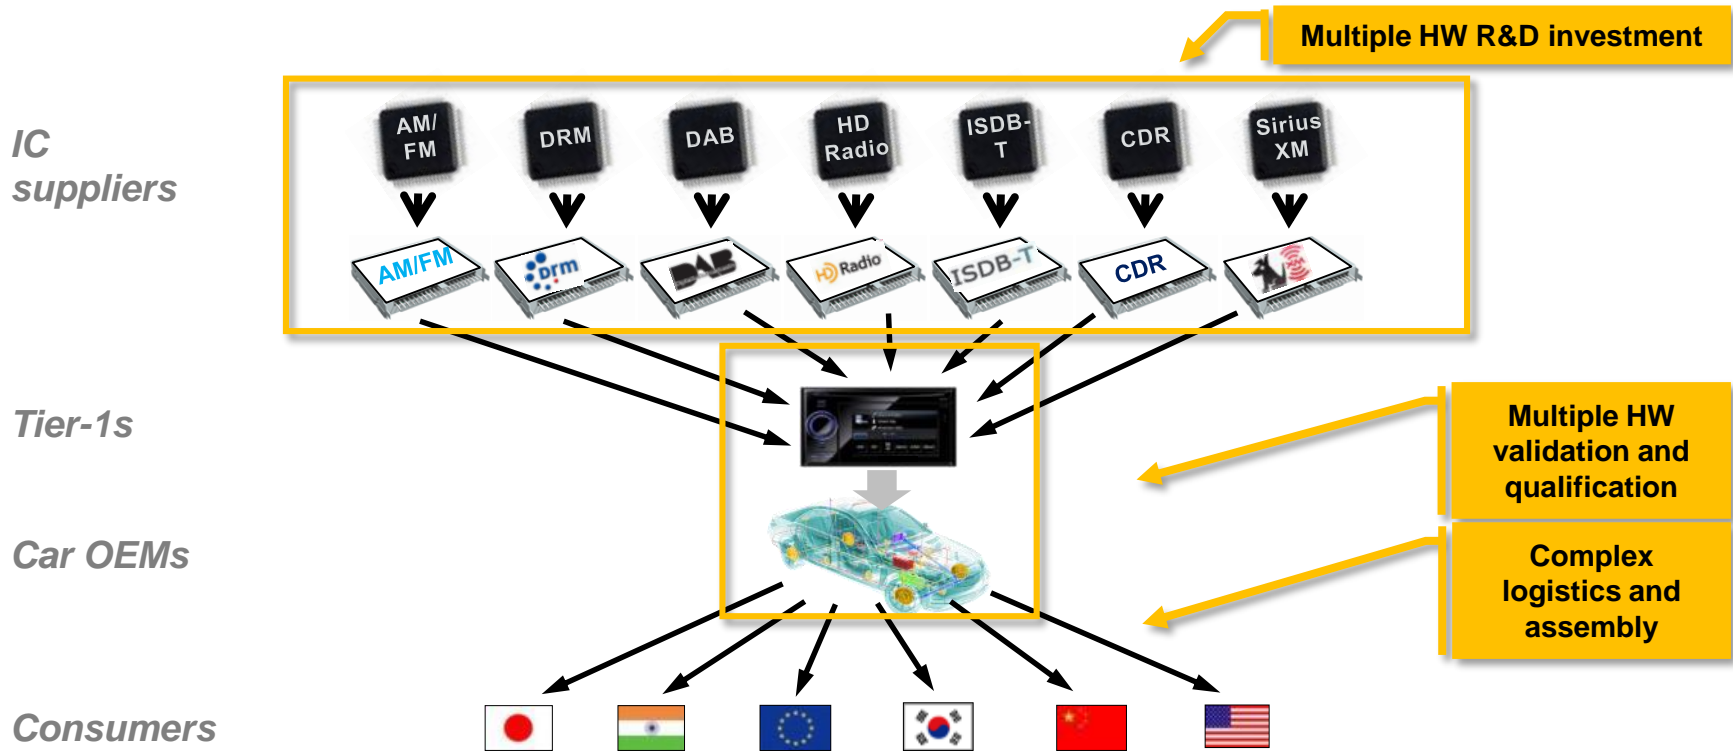 Multiple HW R&D investment
IC
suppliers
AM/
FM
DRM
DAB
HD
Radio
ISDB-
T
CDR
Sirius
XM
AM/FM
Drm
DAB
HD Radio
ISDB-T
CDR
XM
Tier-1s
Multiple HW
validation and
qualification
Car OEMs
Complex
logistics and
assembly
Consumers